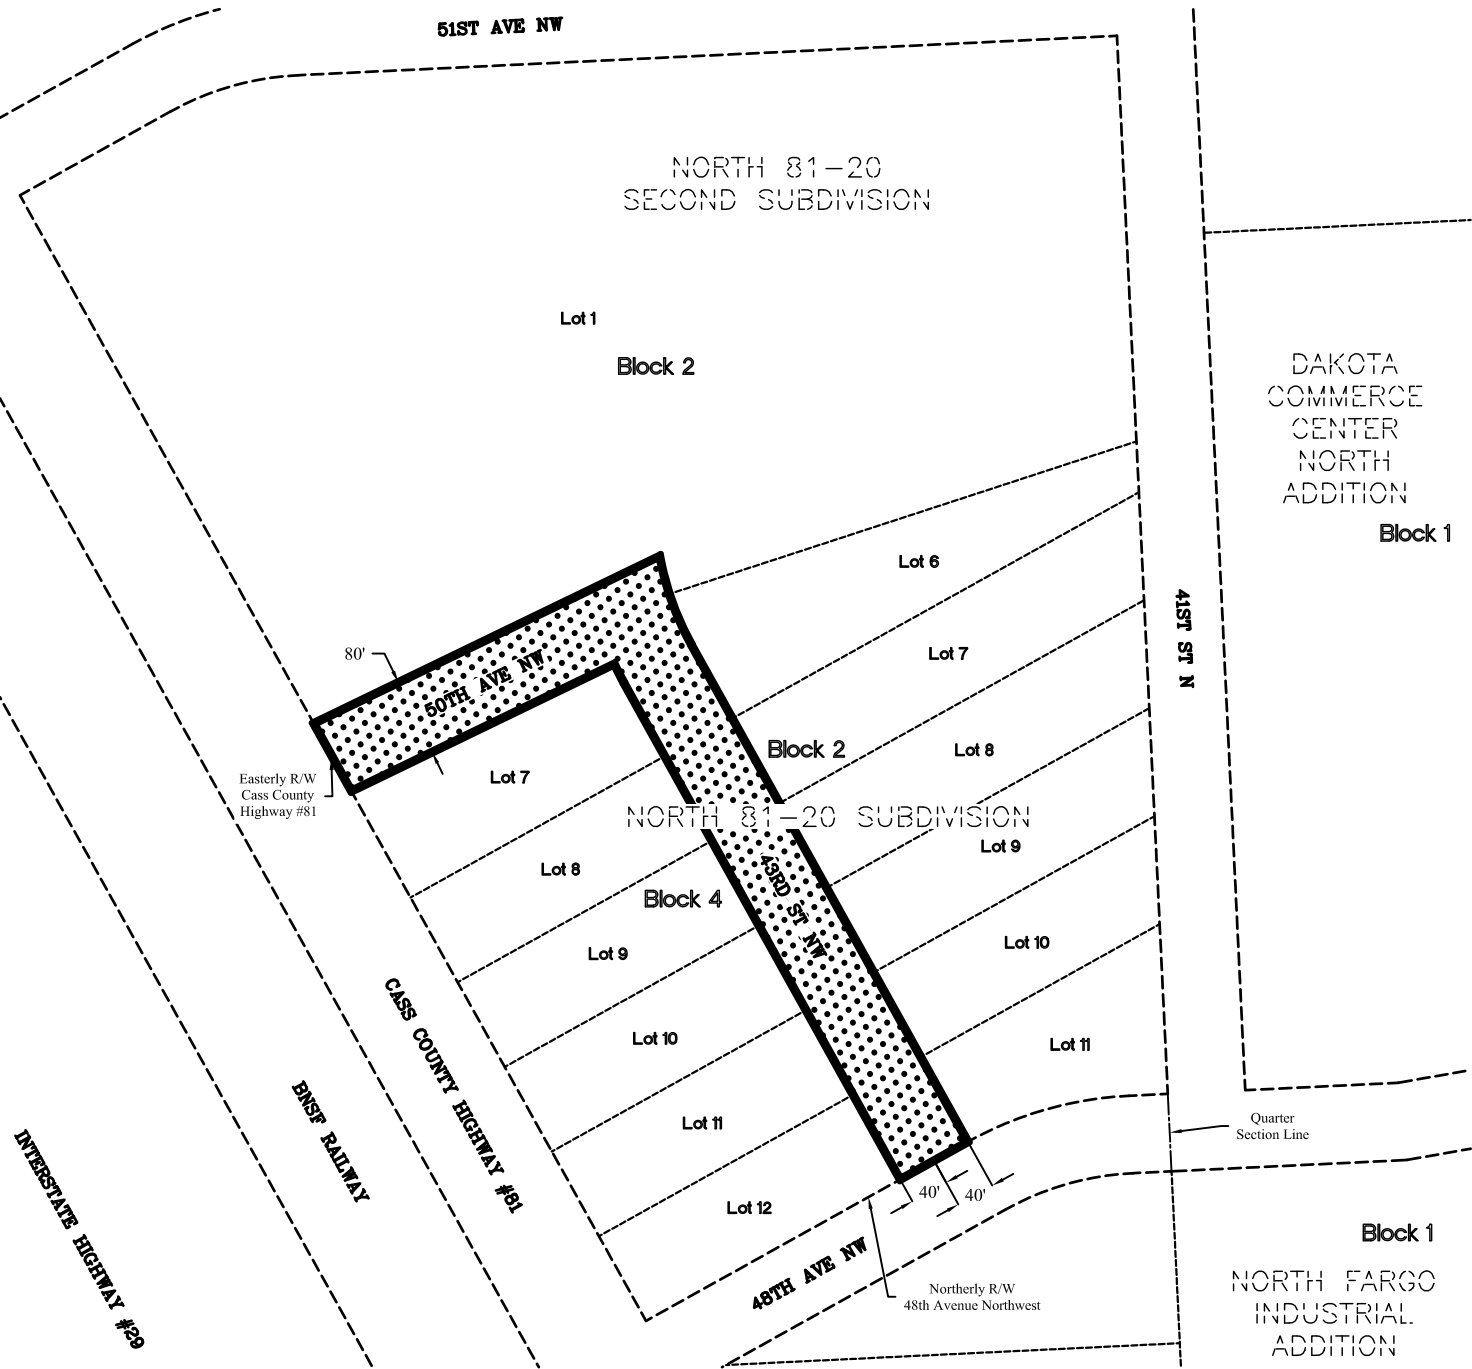 51ST AVE NW
NORTH 81-20
SECOND SUBDIVISION
Lot 1
Block 2
DAKOTA
COMMERCE
CENTER
NORTH
ADDITION
Block 1
Lot 6
41ST ST N
80'
50TH AVE NW
Lot 7
Block 2
Lot 8
Easterly R/W
Cass County
Highway #81
Lot 7
NORTH 81-20 SUBDIVISION
Lot 9
Lot 8
43RD ST NW
Block 4
Lot 10
Lot 9
CASS COUNTY HIGHWAY #81
Lot 10
Lot 11
BNSF RAILWAY
Lot 11
Quarter
Section Line
INTERSTATE HIGHWAY #29
40'
40'
Lot 12
Block 1
48TH AVE NW
Northerly R/W
48th Avenue Northwest
NORTH FARGO
INDUSTRIAL
ADDITION